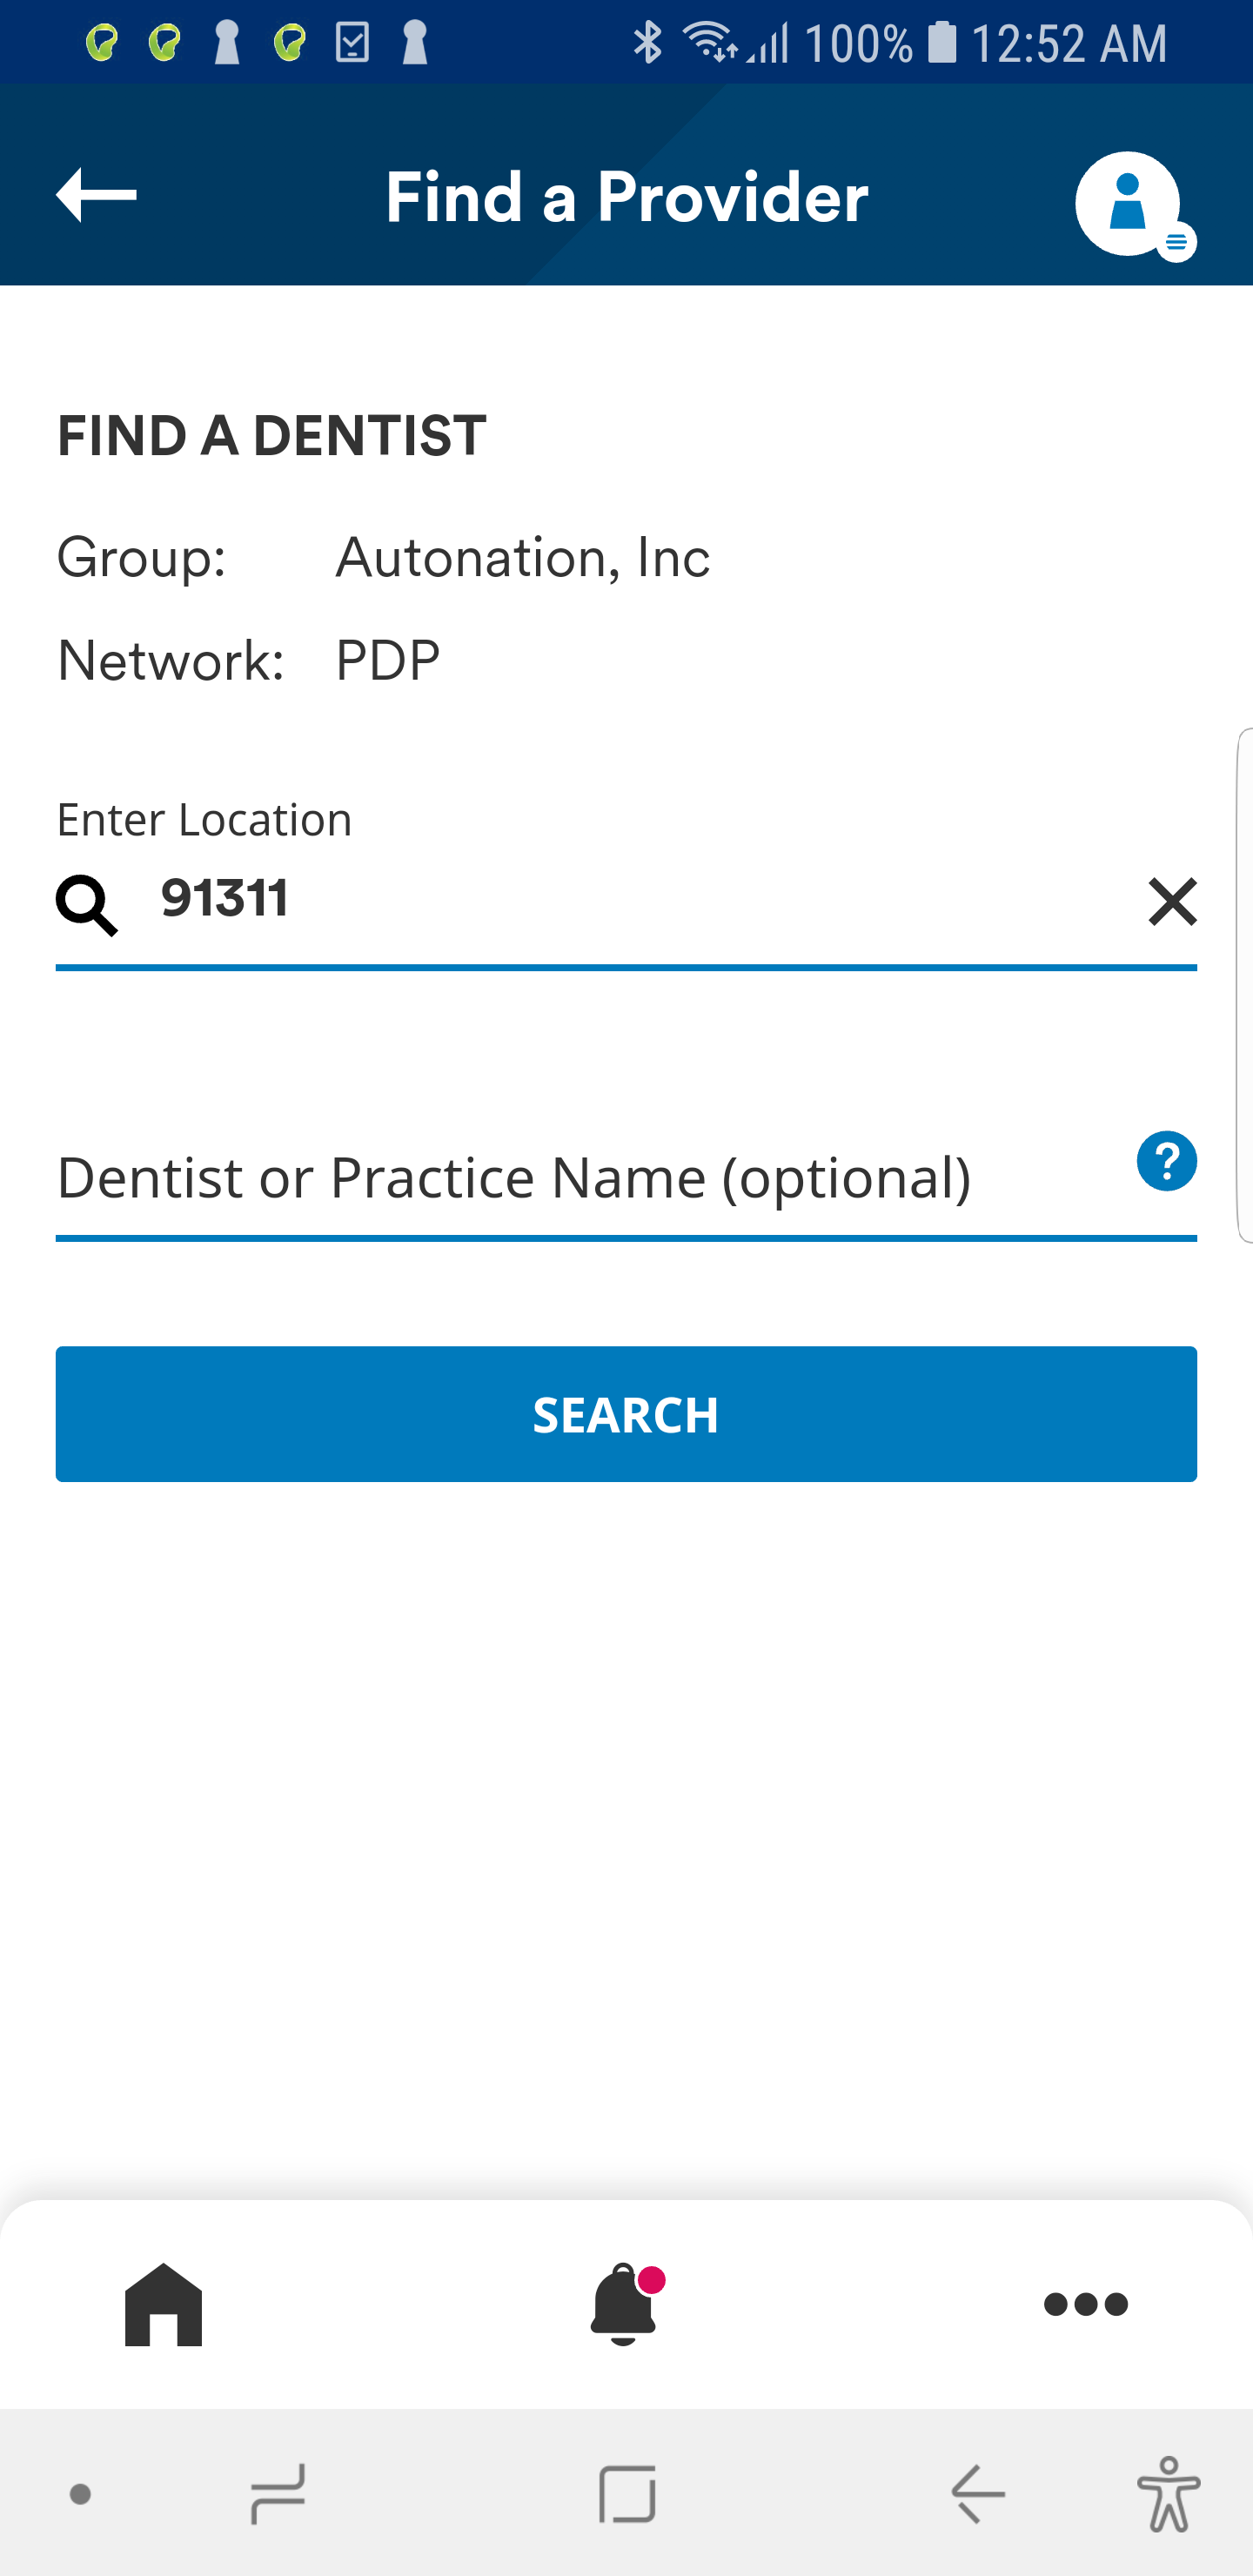 100% 12:52 AM
Find a Provider
FIND A DENTIST
Group: Autonation, Inc
Network: PDP
Enter Location
91311
Dentist or Practice Name (optional) ?
SEARCH